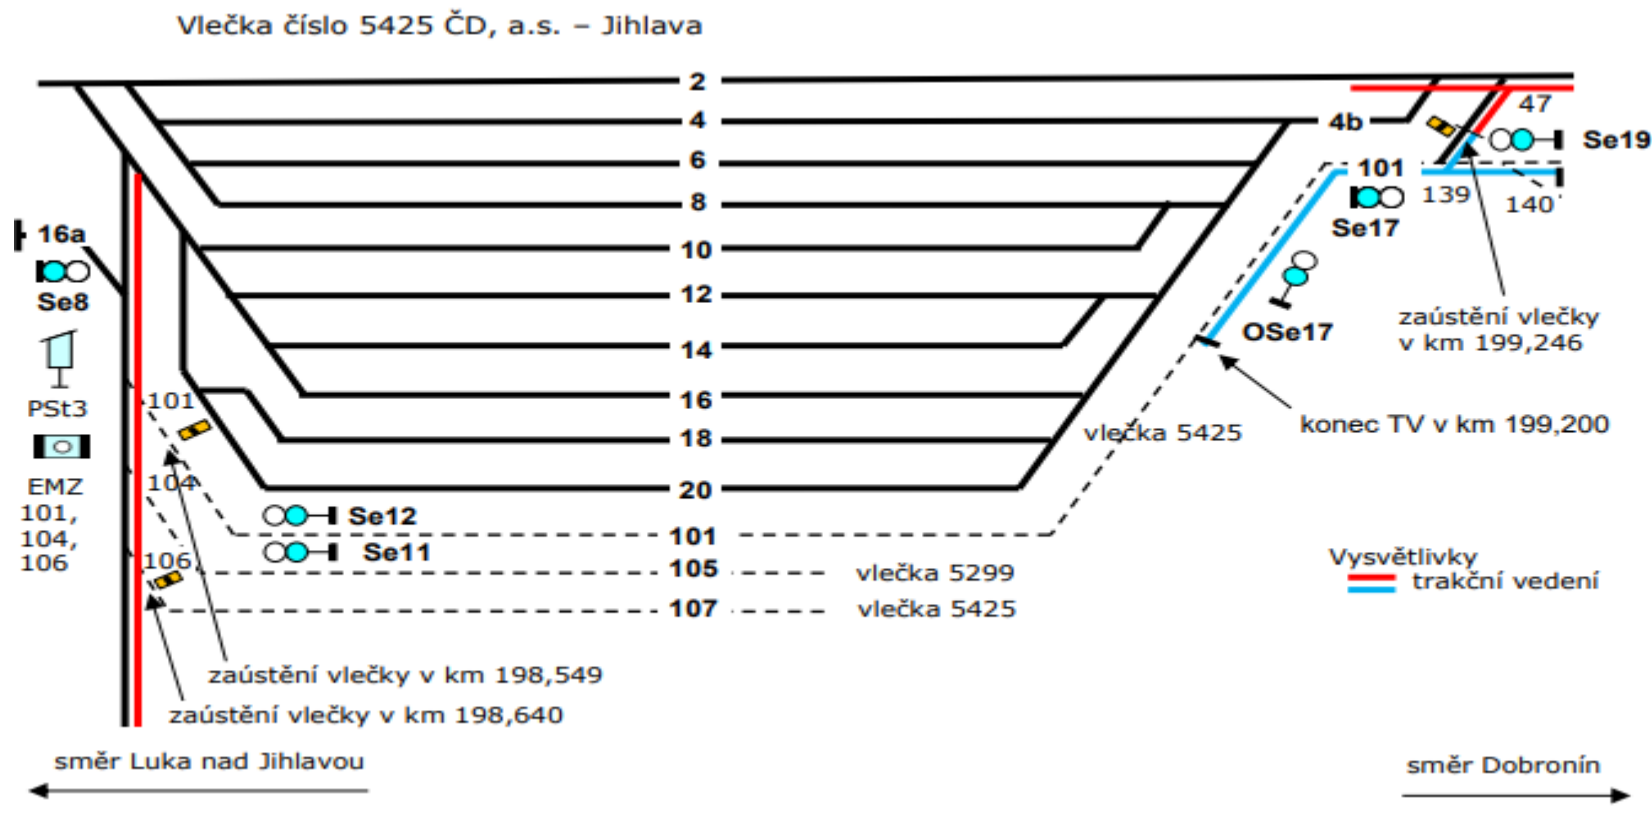 Vlečka číslo 5425 ČD, a.s. – Jihlava
2
47
4
4b
Se19
6
101
139
140
8
Se17
16a
10
Se8
12
OSe17
zaústění vlečky
v km 199,246
14
PSt3
101
16
vlečka 5425
konec TV v km 199,200
18
EMZ
101,
104,
106
104
20
Se12
101
Se11
106
105
vlečka 5299
107
vlečka 5425
Vysvětlivky
trakční vedení
zaústění vlečky v km 198,549
zaústění vlečky v km 198,640
směr Luka nad Jihlavou
směr Dobronín